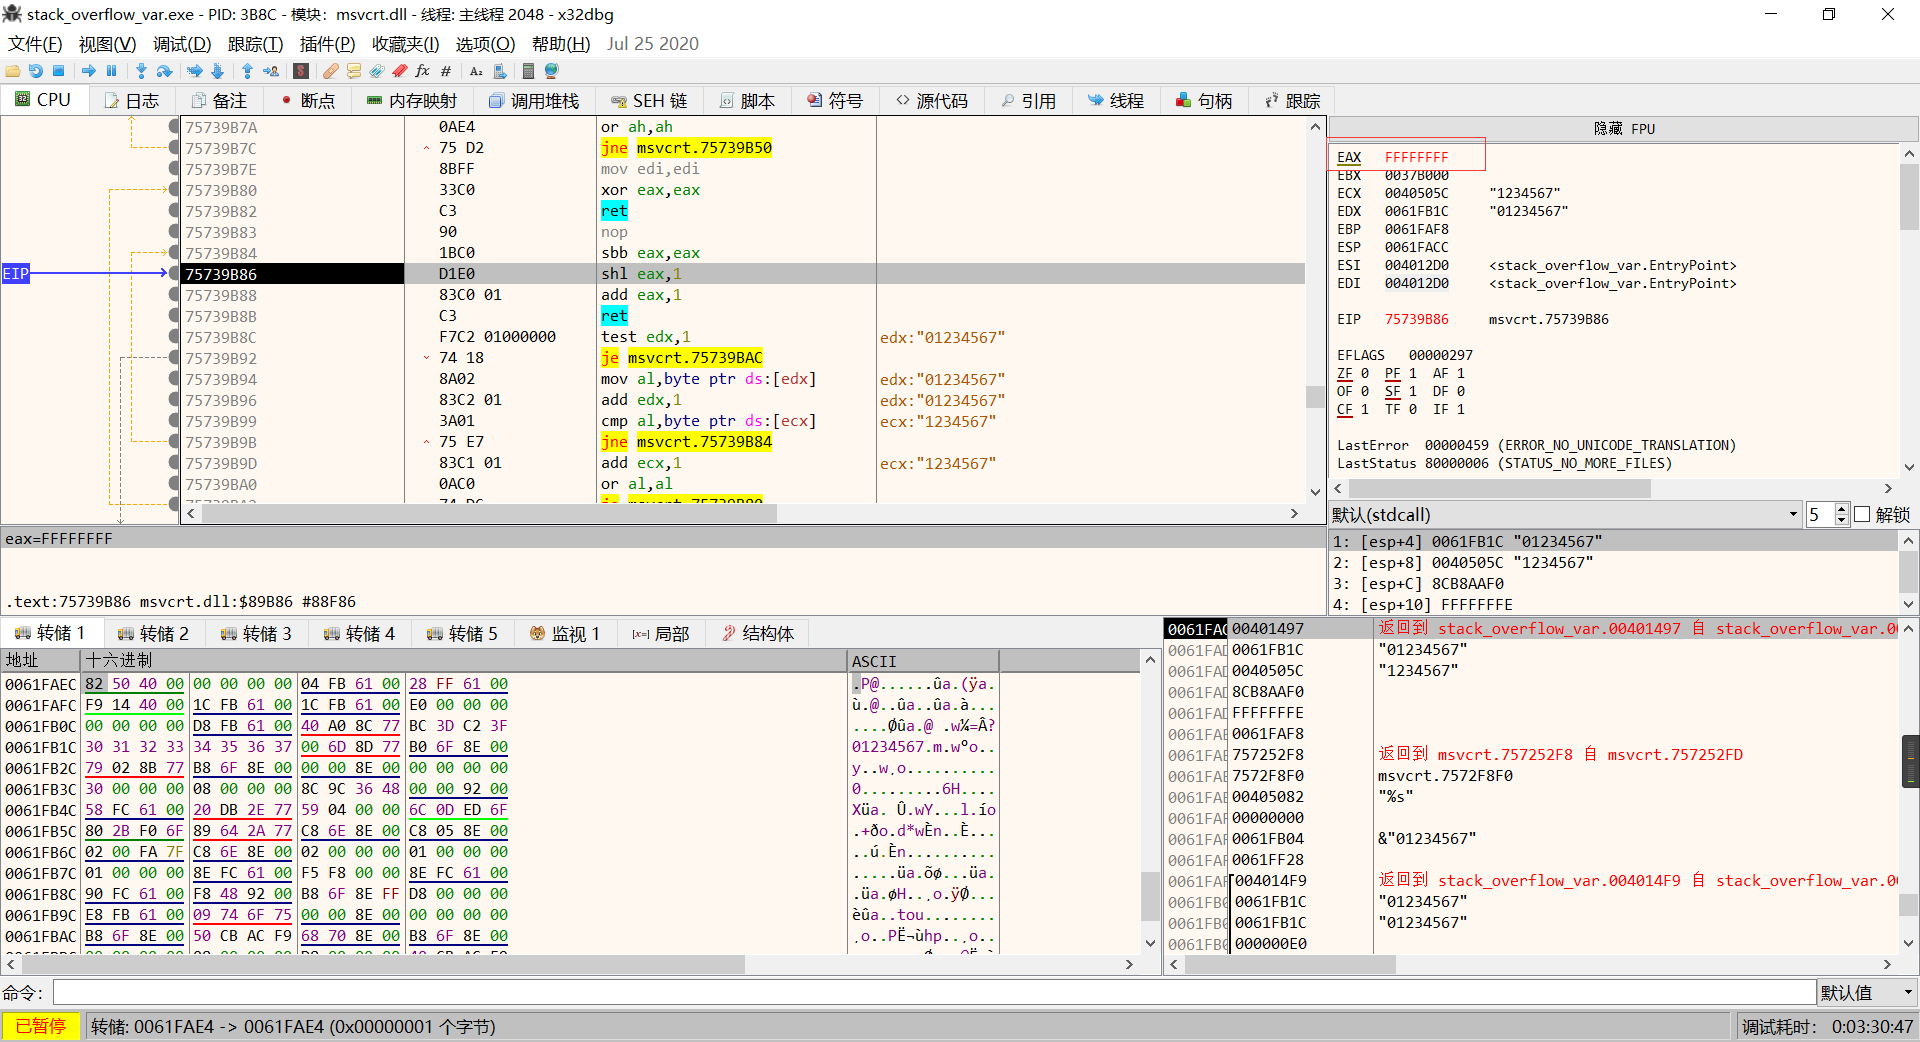 stack_overflow_var.exe - PID: 3B8C - 模块: msvcrt.dll - 线程: 主线程 2048 - x32dbg
文件(F) 视图(V) 调试(D) 跟踪(T) 插件(P) 收藏夹(I) 选项(O) 帮助(H) Jul 25 2020
CPU 日志 备注 断点 内存映射 调用堆栈 SEH 链 脚本 符号 源代码 引用 线程 句柄 跟踪
75739B7A 0AE4 or ah,ah
75739B7C 75 D2 jne msvcrt.75739B50
75739B7E 8BFF mov edi,edi
75739B80 33C0 xor eax,eax
75739B82 C3 ret
75739B83 90 nop
75739B84 1BC0 sbb eax,eax
EIP 75739B86 D1E0 shl eax,1
75739B88 83C0 01 add eax,1
75739B8B C3 ret
75739B8C F7C2 01000000 test edx,1 edx:"01234567"
75739B92 74 18 je msvcrt.75739BAC
75739B94 8A02 mov al,byte ptr ds:[edx] edx:"01234567"
75739B96 83C2 01 add edx,1 edx:"01234567"
75739B99 3A01 cmp al,byte ptr ds:[ecx] ecx:"1234567"
75739B9B 75 E7 jne msvcrt.75739B84
75739B9D 83C1 01 add ecx,1 ecx:"1234567"
75739BA0 0AC0 or al,al
隐藏 FPU
EAX FFFFFFFF
EBX 0037B000
ECX 0040505C "1234567"
EDX 0061FB1C "01234567"
EBP 0061FAF8
ESP 0061FACC
ESI 004012D0 <stack_overflow_var.EntryPoint>
EDI 004012D0 <stack_overflow_var.EntryPoint>
EIP 75739B86 msvcrt.75739B86
EFLAGS 00000297
ZF 0 PF 1 AF 1
OF 0 SF 1 DF 0
CF 1 TF 0 IF 1
LastError 00000459 (ERROR_NO_UNICODE_TRANSLATION)
LastStatus 80000006 (STATUS_NO_MORE_FILES)
默认(stdcall) 5 解锁
1: [esp+4] 0061FB1C "01234567"
2: [esp+8] 0040505C "1234567"
3: [esp+C] 8CB8AAF0
4: [esp+10] FFFFFFFE
eax=FFFFFFFF
.text:75739B86 msvcrt.dll:$89B86 #88F86
转储 1 转储 2 转储 3 转储 4 转储 5 监视 1 [x=] 局部 结构体
地址 十六进制 ASCII
0061FAEC 82 50 40 00 00 00 00 00 04 FB 61 00 28 FF 61 00 .P@......ûa.(ÿa.
0061FAFC F9 14 40 00 1C FB 61 00 1C FB 61 00 E0 00 00 00 ù.@..ûa..ûa.à...
0061FB0C 00 00 00 00 D8 FB 61 00 40 A0 8C 77 BC 3D C2 3F ....Øûa.@ .w¼=Â?
0061FB1C 30 31 32 33 34 35 36 37 00 6D 8D 77 B0 6F 8E 00 01234567.m.w°o..
0061FB2C 79 02 8B 77 B8 6F 8E 00 00 00 8E 00 00 00 00 00 y..w¸o..........
0061FB3C 30 00 00 00 08 00 00 00 8C 9C 36 48 00 00 92 00 0.........6H....
0061FB4C 58 FC 61 00 20 DB 2E 77 59 04 00 00 6C 0D ED 6F Xüa. Û.wY...l.ío
0061FB5C 80 2B F0 6F 89 64 2A 77 C8 6E 8E 00 C8 05 8E 00 .+ðo.d*wÈn..È...
0061FB6C 02 00 FA 7F C8 6E 8E 00 02 00 00 00 01 00 00 00 ..ú.Èn..........
0061FB7C 01 00 00 00 8E FC 61 00 F5 F8 00 00 8E FC 61 00 .....üa.õø...üa.
0061FB8C 90 FC 61 00 F8 48 92 00 B8 6F 8E FF D8 00 00 00 .üa.øH..¸o.ÿØ...
0061FB9C E8 FB 61 00 09 74 6F 75 00 00 8E 00 00 00 00 00 èûa..tou........
0061FBAC B8 6F 8E 00 50 CB AC F9 68 70 8E 00 B8 6F 8E 00 ¸o..PË¬ùhp..¸o..
0061FAC 00401497 返回到 stack_overflow_var.00401497 自 stack_overflow_var.0
0061FAD 0061FB1C "01234567"
0061FAD 0040505C "1234567"
0061FAD 8CB8AAF0
0061FAD FFFFFFFE
0061FAE 0061FAF8
0061FAE 757252F8 返回到 msvcrt.757252F8 自 msvcrt.757252FD
0061FAE 7572F8F0 msvcrt.7572F8F0
0061FAE 00405082 "%s"
0061FAF 00000000
0061FAF 0061FB04 &"01234567"
0061FAF 0061FF28
0061FAF 004014F9 返回到 stack_overflow_var.004014F9 自 stack_overflow_var.0
0061FB0 0061FB1C "01234567"
0061FB0 0061FB1C "01234567"
0061FB0 000000E0
命令: 默认值
已暂停 转储: 0061FAE4 -> 0061FAE4 (0x00000001 个字节) 调试耗时: 0:03:30:47